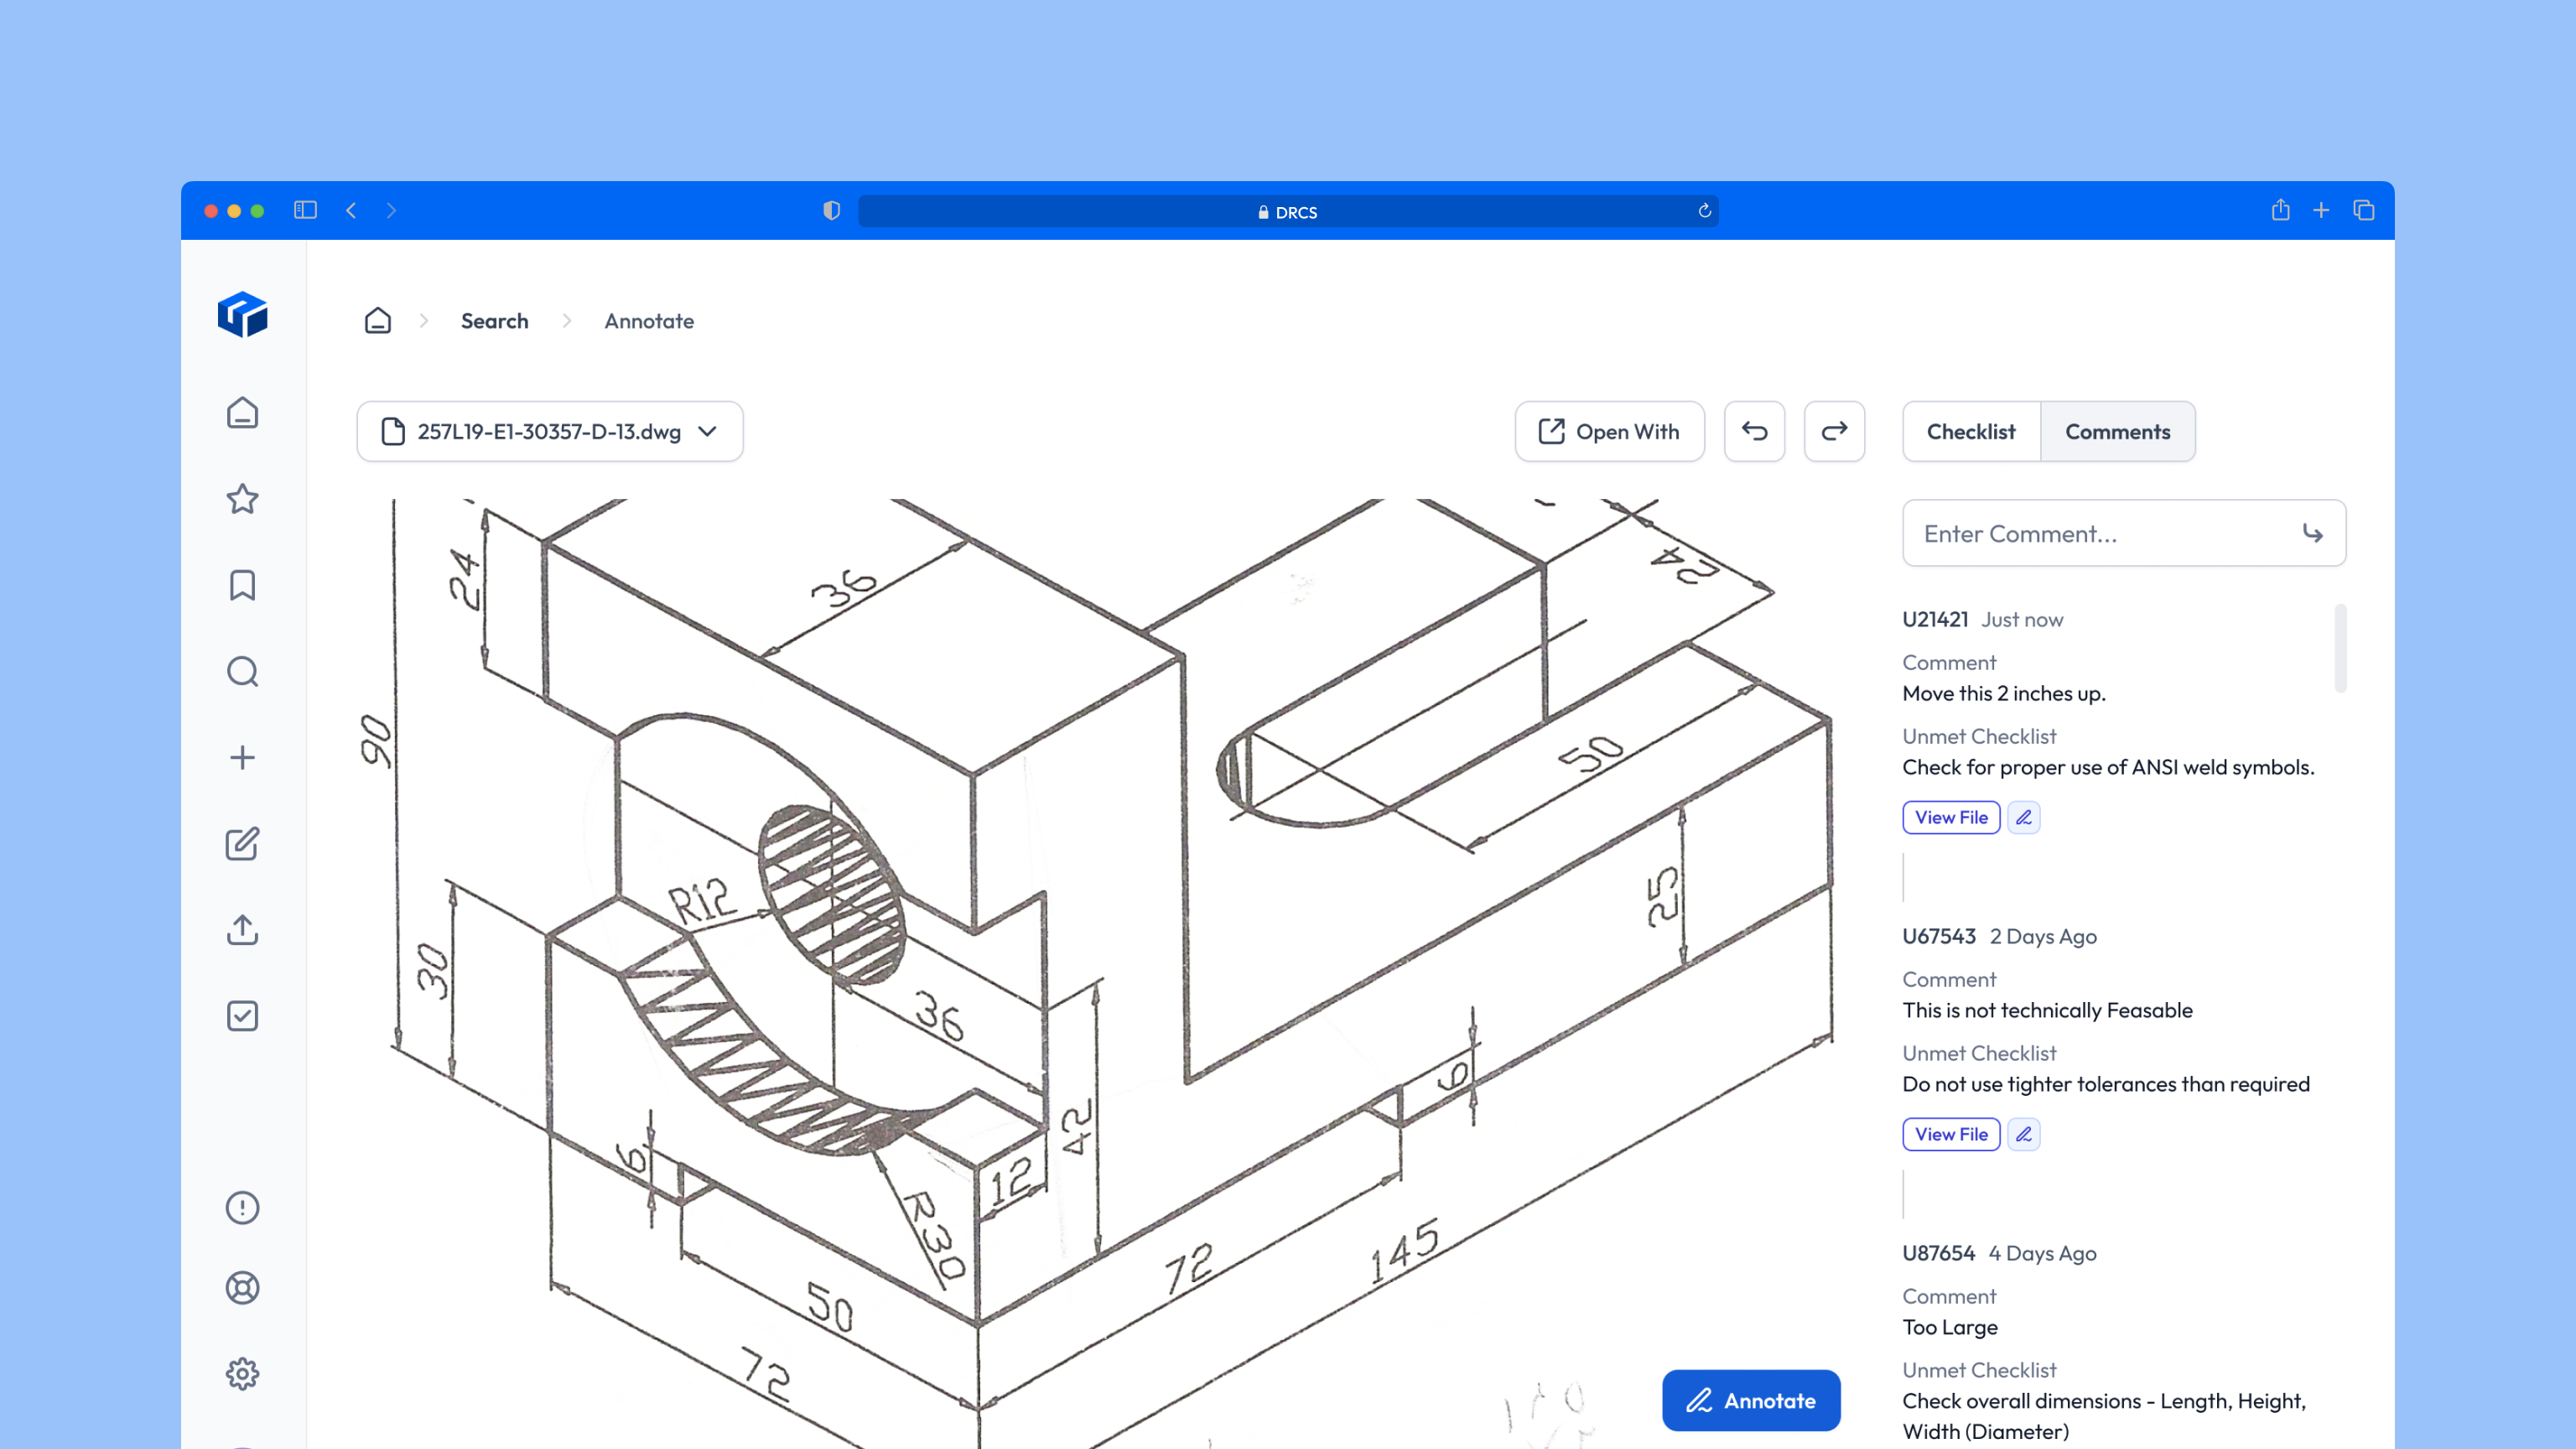 DRCS
Search
Annotate
257L19-E1-30357-D-13.dwg
Open With
Checklist
Comments
24
36
24
90
50
R12
25
30
36
6
42
6
12
R30
72
145
50
72
Annotate
Enter Comment...
U21421 Just now
Comment
Move this 2 inches up.
Unmet Checklist
Check for proper use of ANSI weld symbols.
View File
U67543 2 Days Ago
Comment
This is not technically Feasable
Unmet Checklist
Do not use tighter tolerances than required
View File
U87654 4 Days Ago
Comment
Too Large
Unmet Checklist
Check overall dimensions - Length, Height,
Width (Diameter)